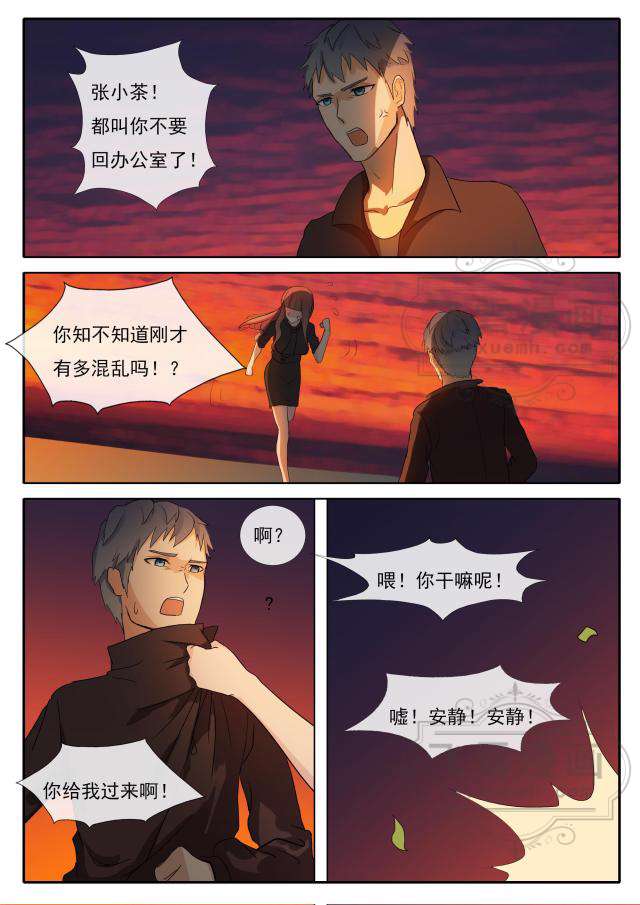 张小茶！
都叫你不要
回办公室了！
你知不知道刚才
有多混乱吗！？
啊？
?
你给我过来啊！
喂！你干嘛呢！
嘘！安静！安静！